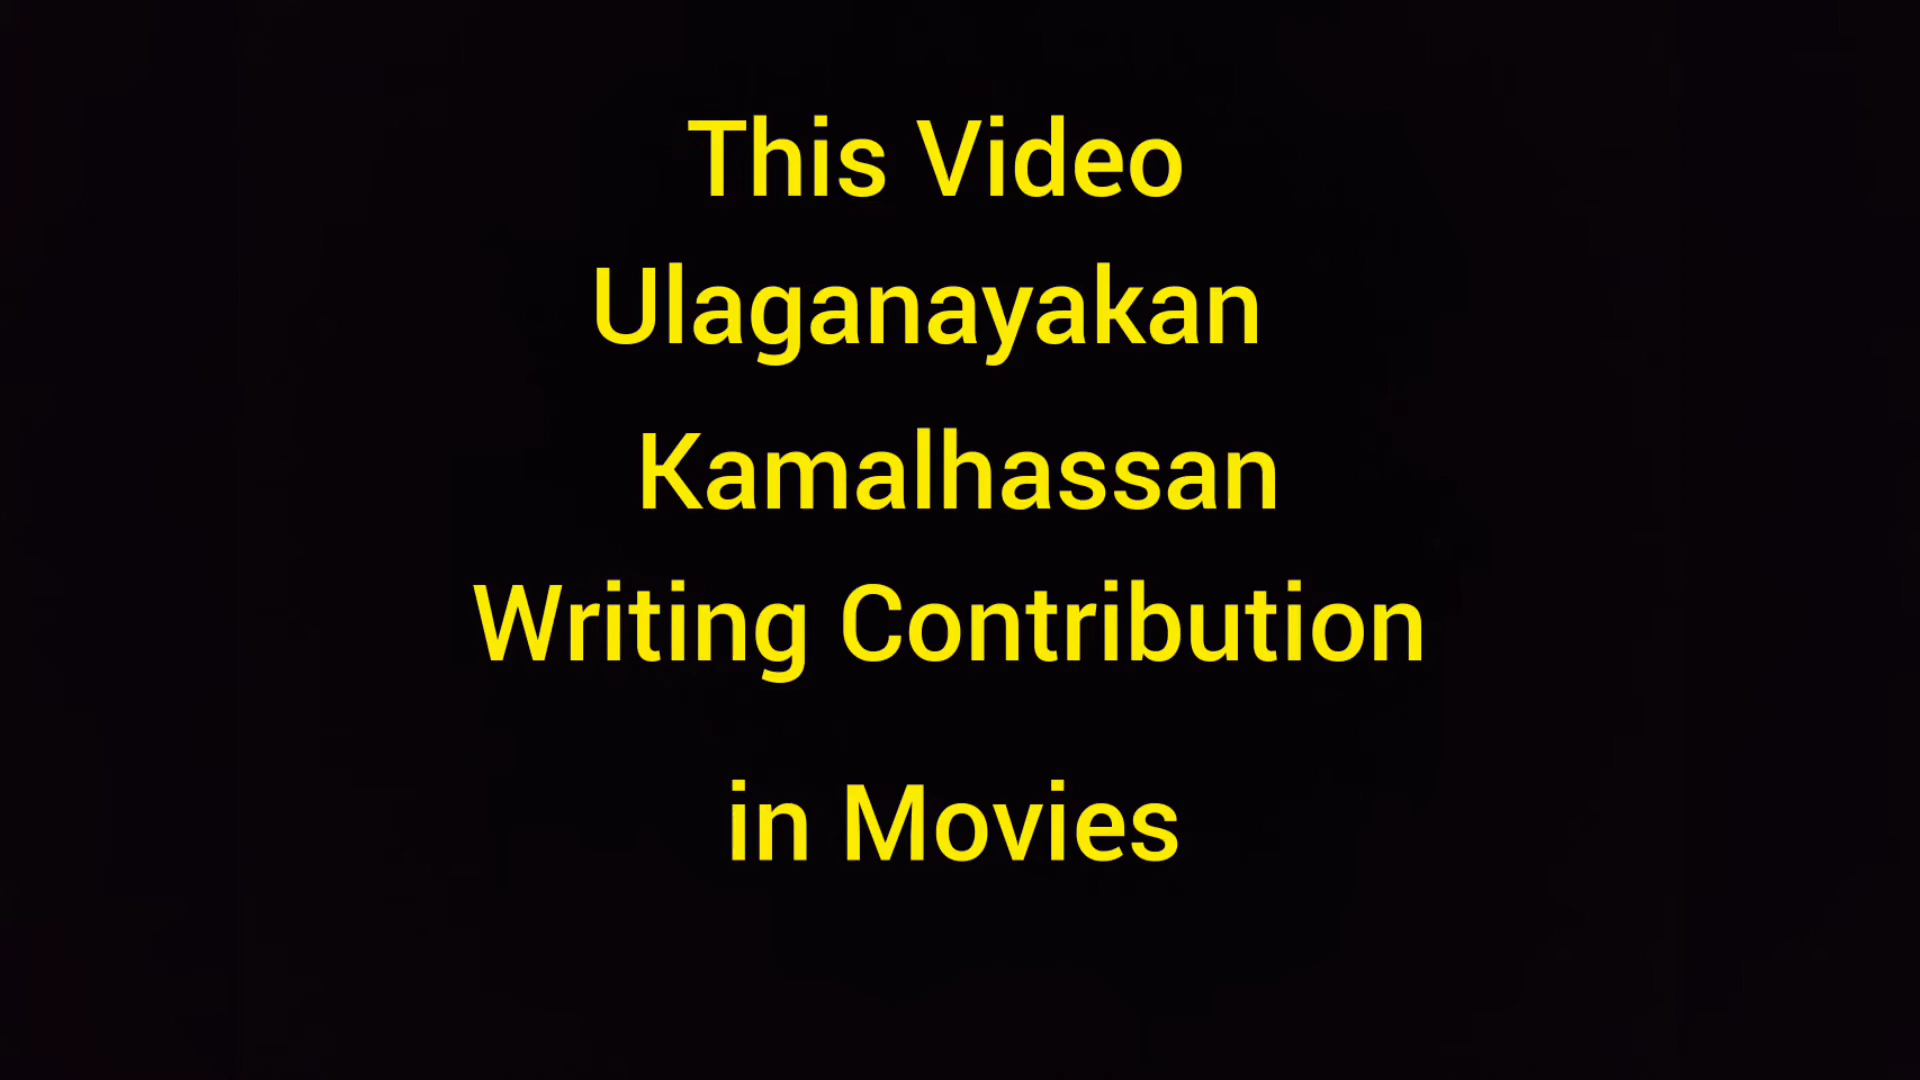 This Video
Ulaganayakan
Kamalhassan
Writing Contribution
in Movies